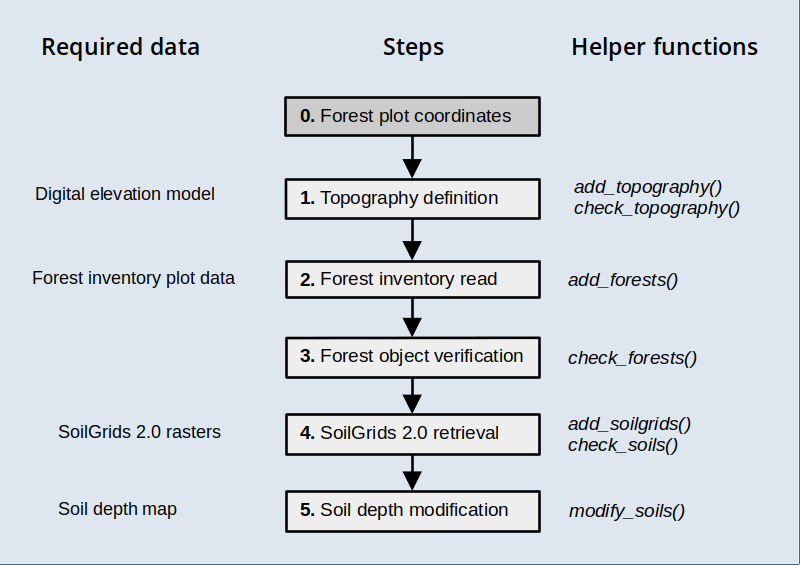 Required data Steps Helper functions
0. Forest plot coordinates
Digital elevation model 1. Topography definition add_topography()
check_topography()
Forest inventory plot data 2. Forest inventory read add_forests()
3. Forest object verification check_forests()
SoilGrids 2.0 rasters 4. SoilGrids 2.0 retrieval add_soilgrids()
check_soils()
Soil depth map 5. Soil depth modification modify_soils()